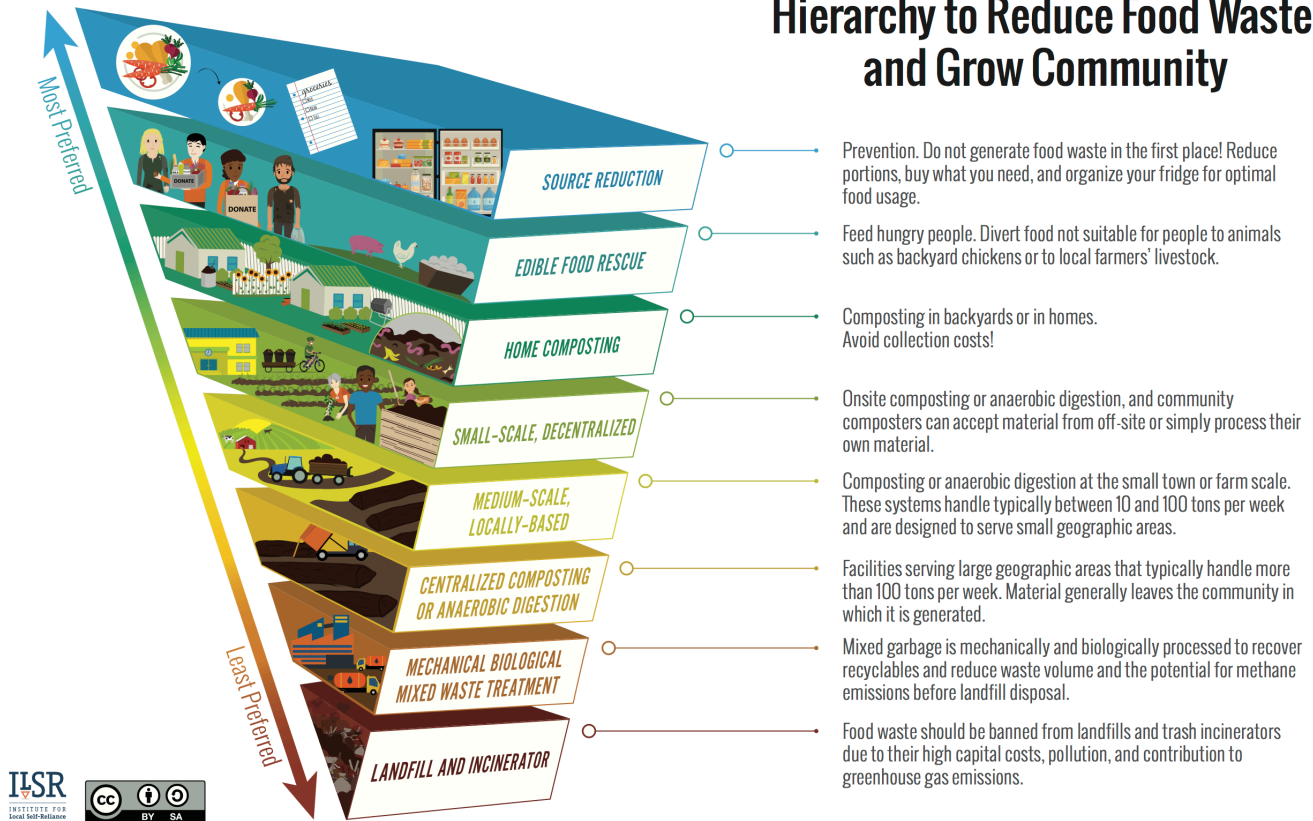 Hierarchy to Reduce Food Waste
and Grow Community
Most Preferred
groceries
DONATE
DONATE
SOURCE REDUCTION
Prevention. Do not generate food waste in the first place! Reduce
portions, buy what you need, and organize your fridge for optimal
food usage.
EDIBLE FOOD RESCUE
Feed hungry people. Divert food not suitable for people to animals
such as backyard chickens or to local farmers' livestock.
HOME COMPOSTING
Composting in backyards or in homes.
Avoid collection costs!
SMALL-SCALE, DECENTRALIZED
Onsite composting or anaerobic digestion, and community
composters can accept material from off-site or simply process their
own material.
MEDIUM-SCALE,
LOCALLY-BASED
Composting or anaerobic digestion at the small town or farm scale.
These systems handle typically between 10 and 100 tons per week
and are designed to serve small geographic areas.
CENTRALIZED COMPOSTING
OR ANAEROBIC DIGESTION
Facilities serving large geographic areas that typically handle more
than 100 tons per week. Material generally leaves the community in
which it is generated.
MECHANICAL BIOLOGICAL
MIXED WASTE TREATMENT
Mixed garbage is mechanically and biologically processed to recover
recyclables and reduce waste volume and the potential for methane
emissions before landfill disposal.
LANDFILL AND INCINERATOR
Food waste should be banned from landfills and trash incinerators
due to their high capital costs, pollution, and contribution to
greenhouse gas emissions.
Least Preferred
ILSR
INSTITUTE FOR
Local Self-Reliance
cc
BY SA